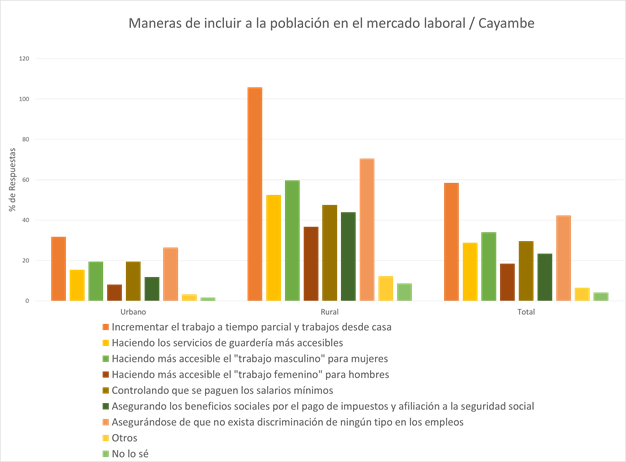 Maneras de incluir a la población en el mercado laboral / Cayambe
120
100
80
60
40
20
0
% de Respuestas
Urbano Rural Total
Incrementar el trabajo a tiempo parcial y trabajos desde casa
Haciendo los servicios de guardería más accesibles
Haciendo más accesible el "trabajo masculino" para mujeres
Haciendo más accesible el "trabajo femenino" para hombres
Controlando que se paguen los salarios mínimos
Asegurando los beneficios sociales por el pago de impuestos y afiliación a la seguridad social
Asegurándose de que no exista discriminación de ningún tipo en los empleos
Otros
No lo sé